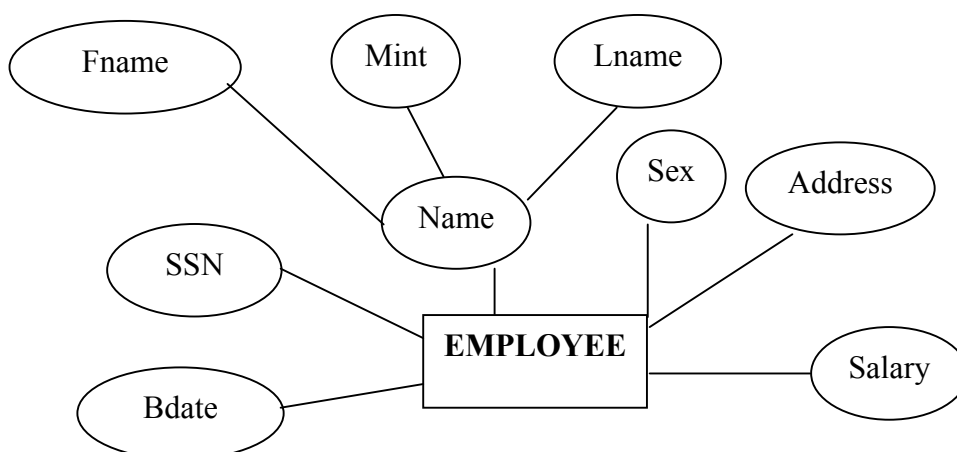 Fname
Mint
Lname
Sex
Address
Name
SSN
EMPLOYEE
Salary
Bdate